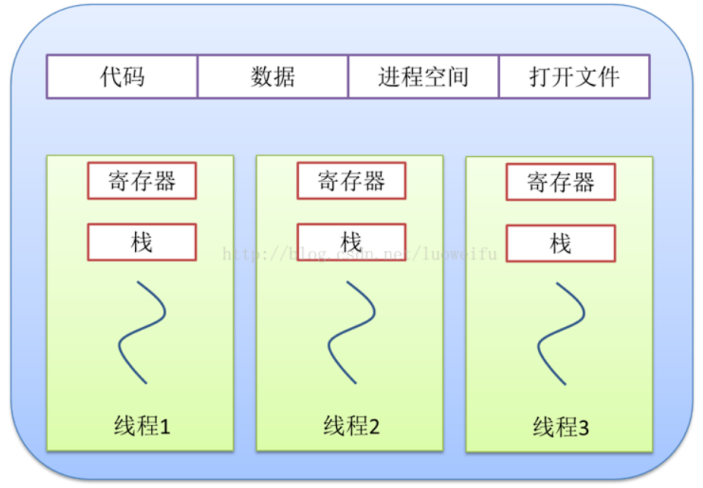 代码 数据 进程空间 打开文件
寄存器 寄存器 寄存器
栈 栈 栈
http://blog.csdn.net/luoweifu
线程1 线程2 线程3